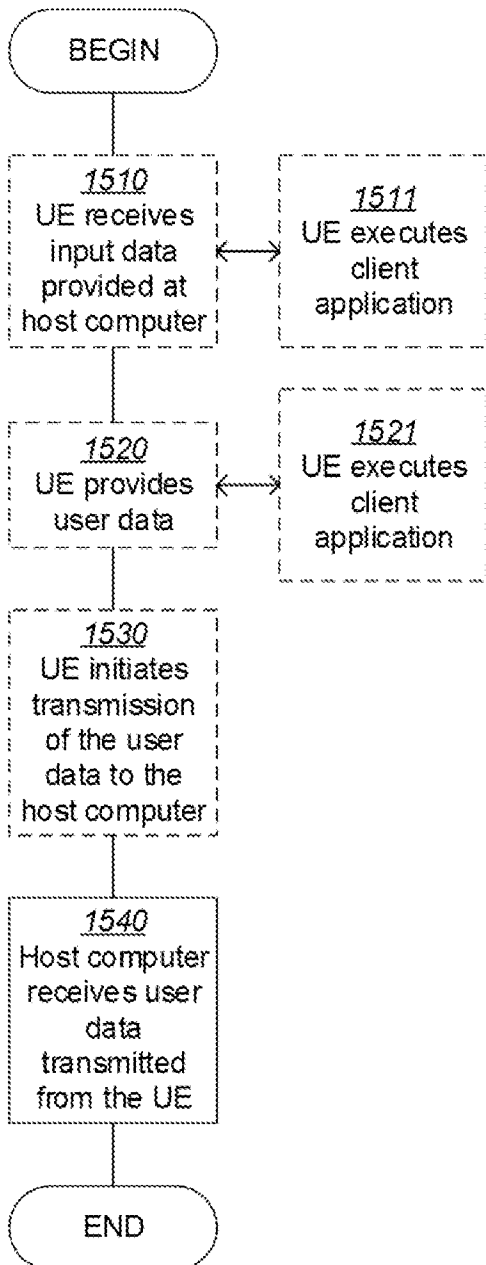 BEGIN
1510
UE receives
input data
provided at
host computer
1511
UE executes
client
application
1520
UE provides
user data
1521
UE executes
client
application
1530
UE initiates
transmission
of the user
data to the
host computer
1540
Host computer
receives user
data
transmitted
from the UE
END